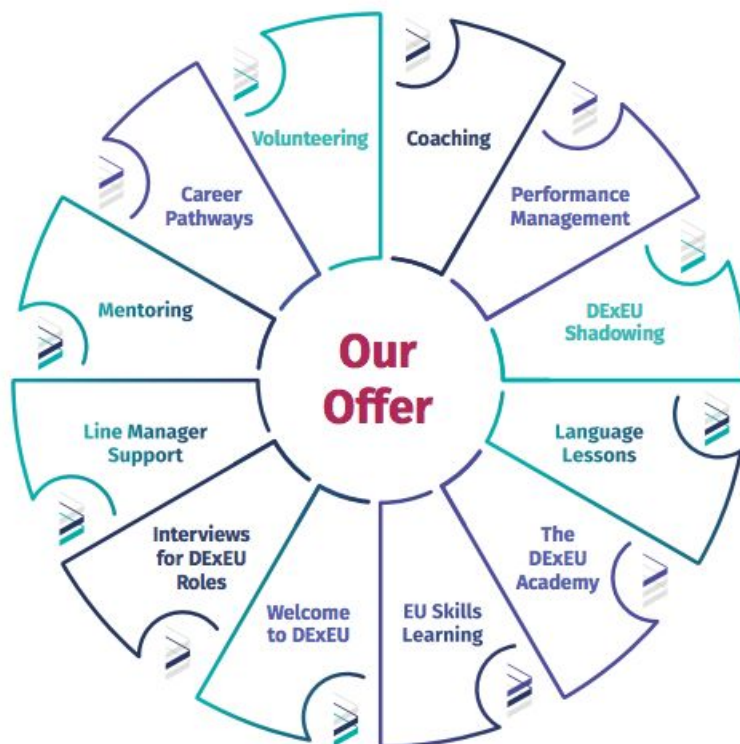 Our
Offer
Coaching
Performance
Management
DExEU
Shadowing
Language
Lessons
The
DExEU
Academy
EU Skills
Learning
Welcome
to DExEU
Interviews
for DExEU
Roles
Line Manager
Support
Mentoring
Career
Pathways
Volunteering